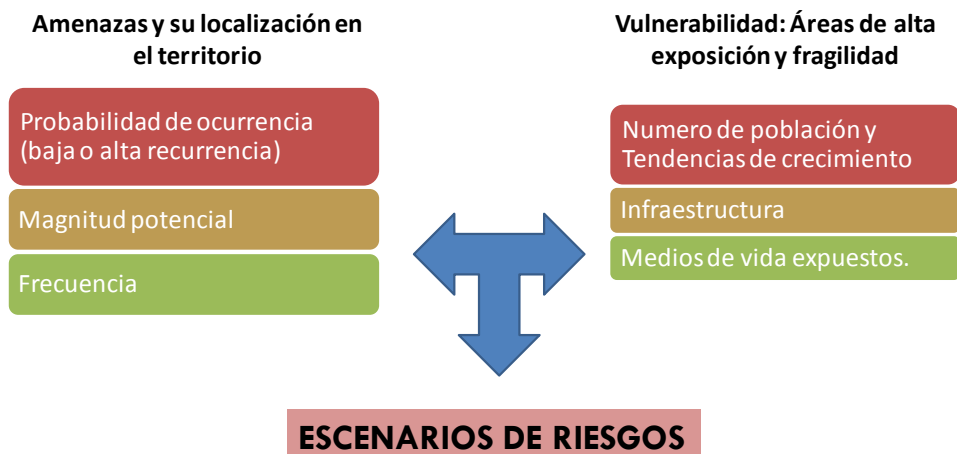 Amenazas y su localización en
el territorio
Probabilidad de ocurrencia
(baja o alta recurrencia)
Magnitud potencial
Frecuencia
Vulnerabilidad: Áreas de alta
exposición y fragilidad
Numero de población y
Tendencias de crecimiento
Infraestructura
Medios de vida expuestos.
ESCENARIOS DE RIESGOS